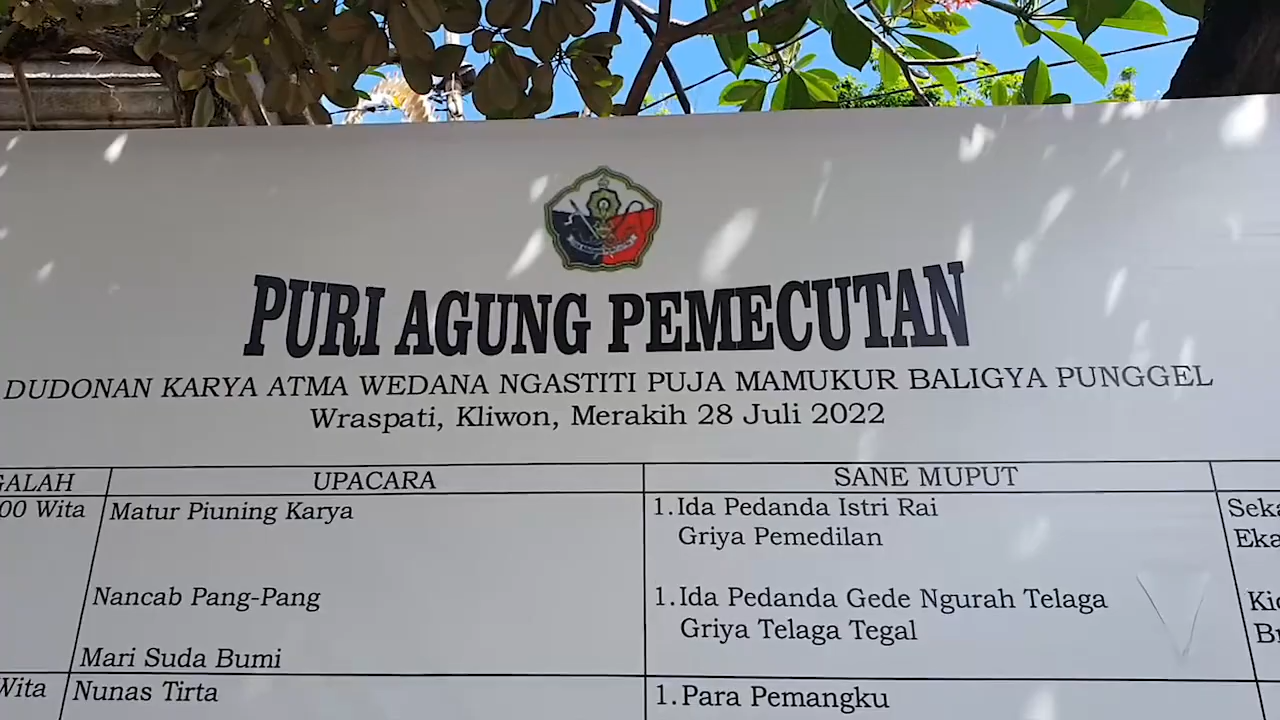 PURI AGUNG PEMECUTAN
DUDONAN KARYA ATMA WEDANA NGASTITI PUJA MAMUKUR BALIGYA PUNGGEL
Wraspati, Kliwon, Merakih 28 Juli 2022
UPACARA
SANE MUPUT
Wita
Matur Piuning Karya
1. Ida Pedanda Istri Rai
Griya Pemedilan
Nancab Pang-Pang
1. Ida Pedanda Gede Ngurah Telaga
Griya Telaga Tegal
Mari Suda Bumi
Wita
Nunas Tirta
1. Para Pemangku